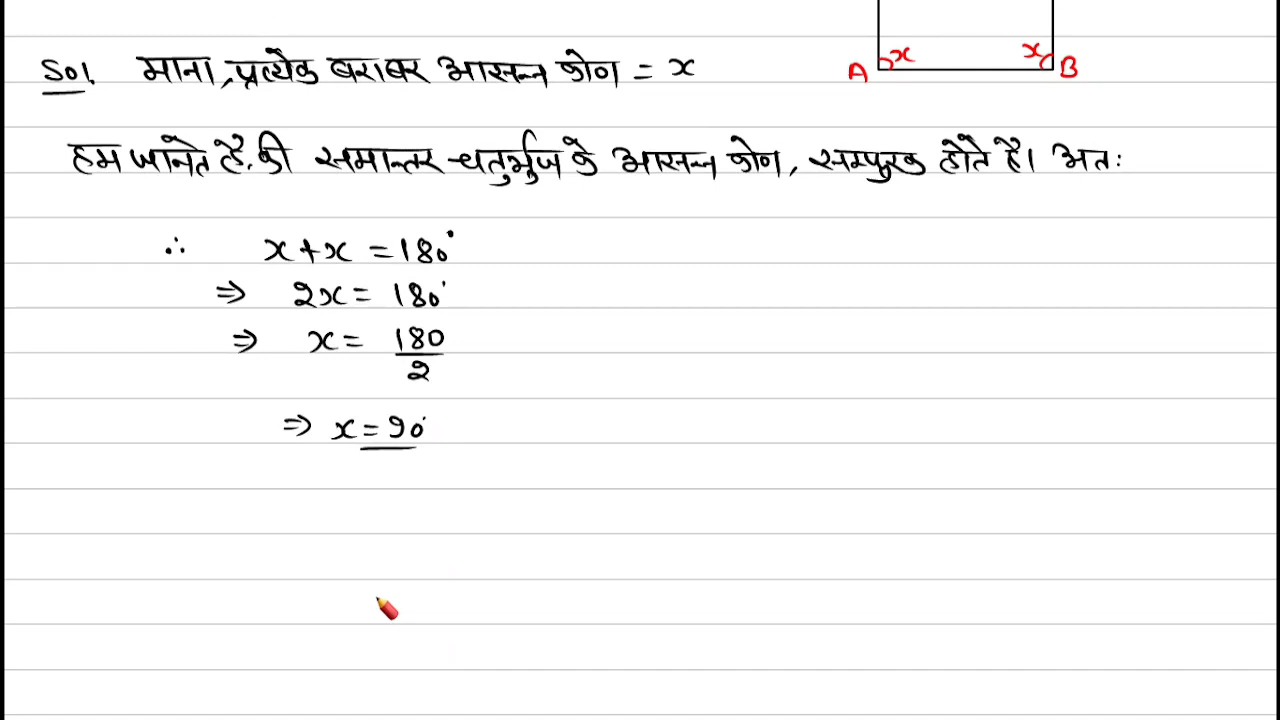 Sol. माना, प्रत्येक बराबर आसन्न कोण = x
A x x B
हम जानते है. की समान्तर चतुर्भुज के आसन्न कोण, सम्पुरक होते है। अतः
∴ x + x = 180°
⇒ 2x = 180°
⇒ x = 180/2
⇒ x = 90°